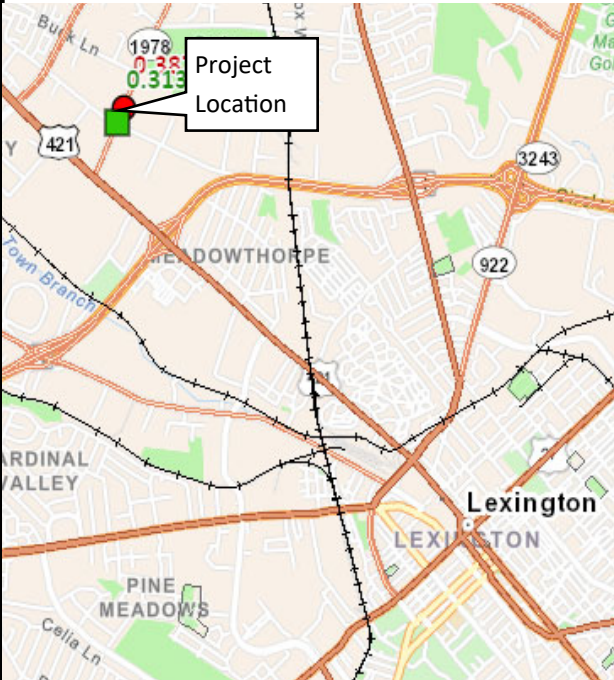 Buck Ln
1978
0.313
Project
Location
421
3243
Town Branch
MEADOWTHORPE
922
ARDINAL
VALLEY
Lexington
LEXINGTON
PINE
MEADOWS
Celia Ln